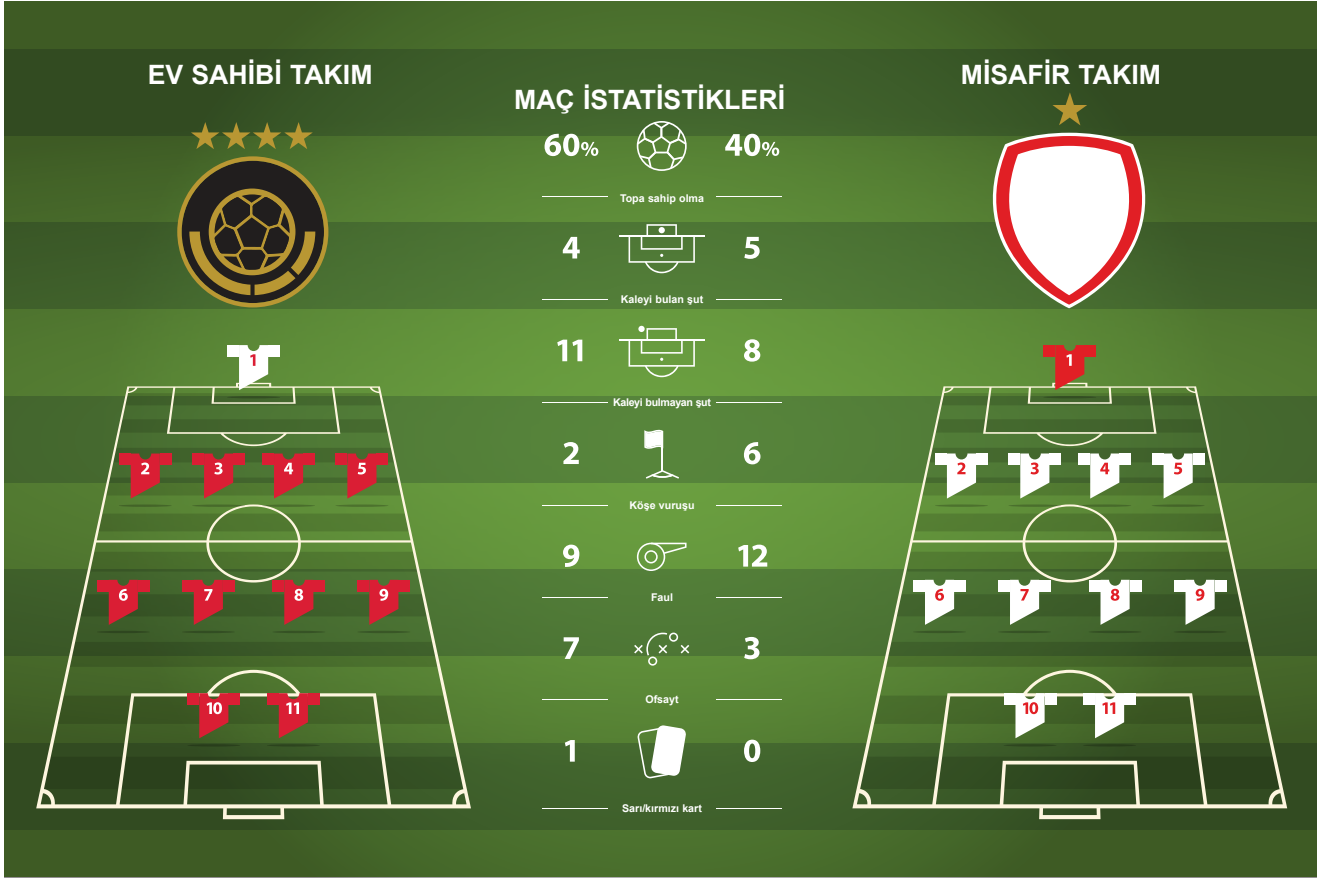 EV SAHİBİ TAKIM
1
2 3 4 5
6 7 8 9
10 11
MAÇ İSTATİSTİKLERİ
60% 40%
Topa sahip olma
4 5
Kaleyi bulan şut
11 8
Kaleyi bulmayan şut
2 6
Köşe vuruşu
9 12
Faul
7 3
Ofsayt
1 0
Sarı/kırmızı kart
MİSAFİR TAKIM
1
2 3 4 5
6 7 8 9
10 11